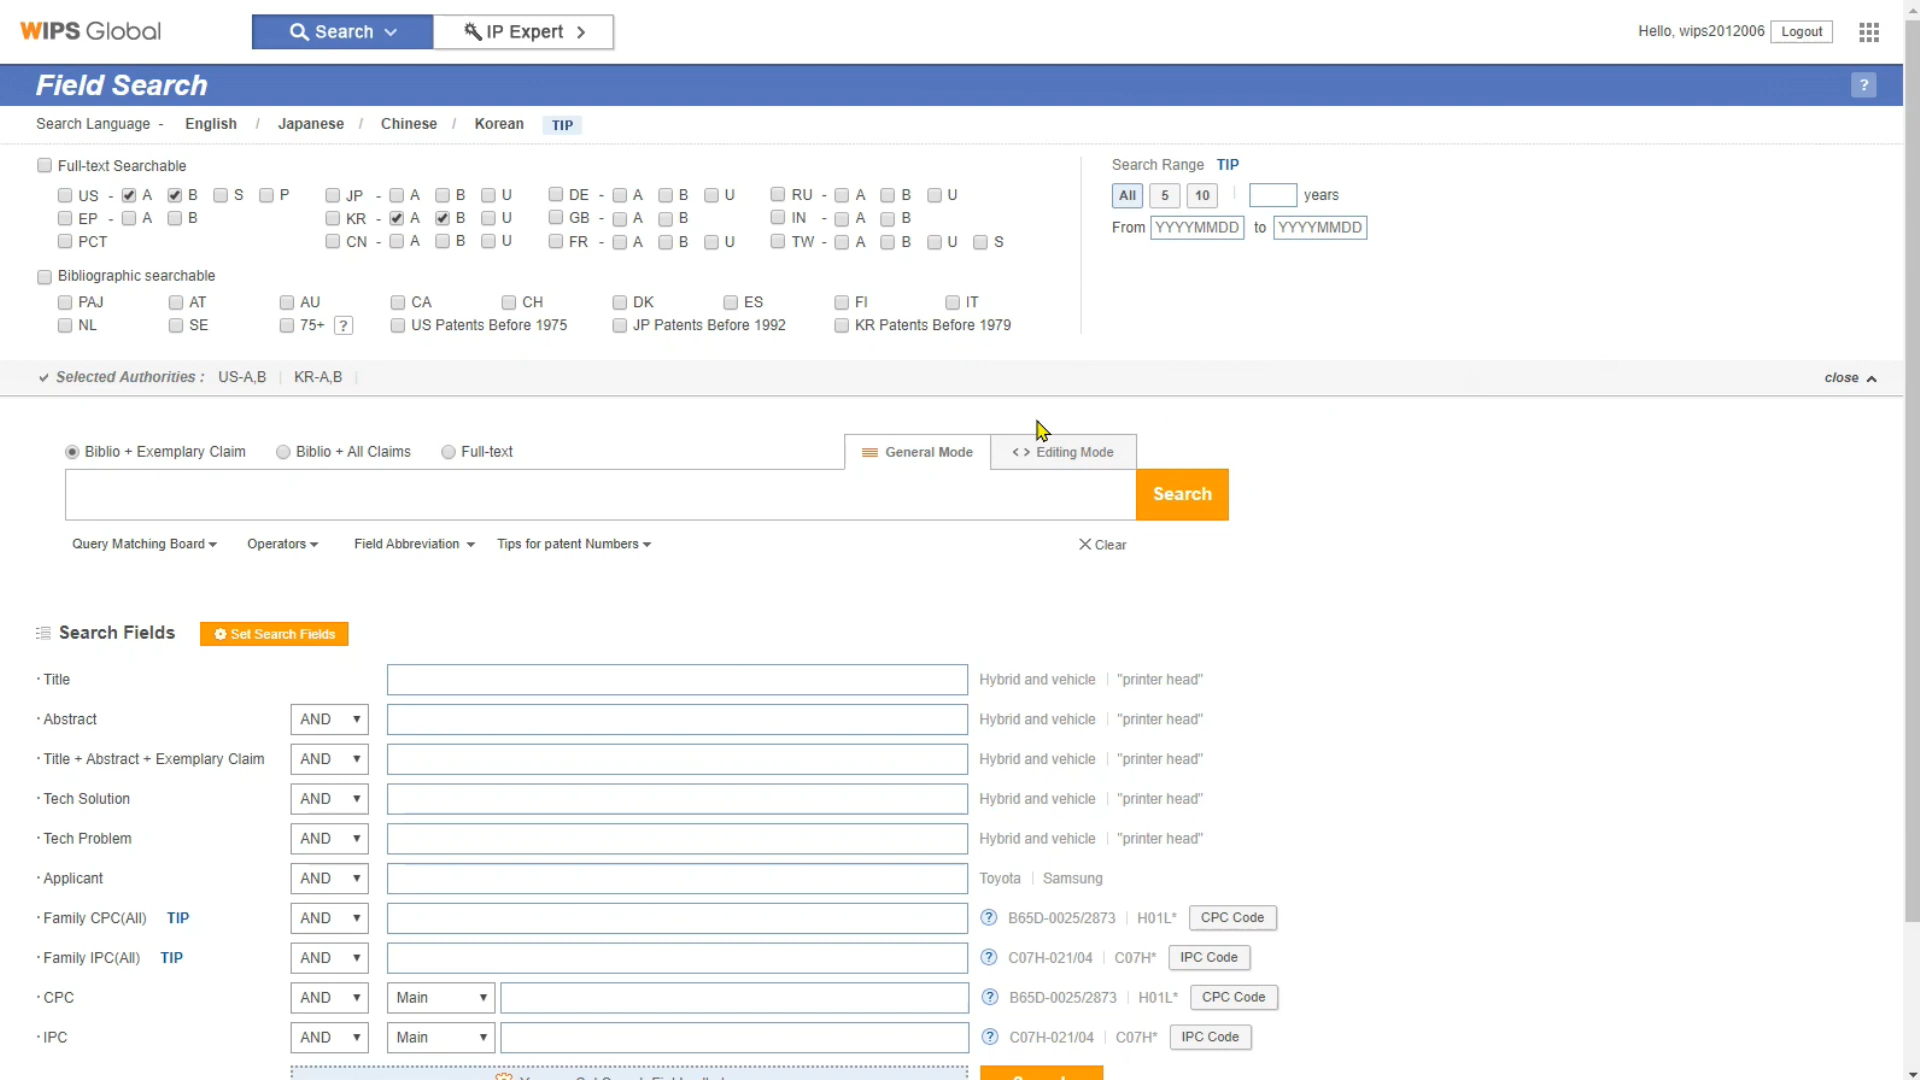 WIPS Global
Search
IP Expert
Hello, wips2012006
Logout
Field Search
?
Search Language - English / Japanese / Chinese / Korean TIP
Full-text Searchable
US - A B S P JP - A B U DE - A B U RU - A B U
EP - A B KR - A B U GB - A B IN - A B
PCT CN - A B U FR - A B U TW - A B U S
Search Range TIP
All 5 10 years
From YYYYMMDD to YYYYMMDD
Bibliographic searchable
PAJ AT AU CA CH DK ES FI IT
NL SE 75+ ? US Patents Before 1975 JP Patents Before 1992 KR Patents Before 1979
Selected Authorities : US-A,B KR-A,B
close
Biblio + Exemplary Claim Biblio + All Claims Full-text
General Mode
<> Editing Mode
Search
Query Matching Board Operators Field Abbreviation Tips for patent Numbers
Clear
Search Fields Set Search Fields
· Title Hybrid and vehicle | "printer head"
· Abstract AND Hybrid and vehicle | "printer head"
· Title + Abstract + Exemplary Claim AND Hybrid and vehicle | "printer head"
· Tech Solution AND Hybrid and vehicle | "printer head"
· Tech Problem AND Hybrid and vehicle | "printer head"
· Applicant AND Toyota | Samsung
· Family CPC(All) TIP AND ? B65D-0025/2873 | H01L* CPC Code
· Family IPC(All) TIP AND ? C07H-021/04 | C07H* IPC Code
· CPC AND Main ? B65D-0025/2873 | H01L* CPC Code
· IPC AND Main ? C07H-021/04 | C07H* IPC Code